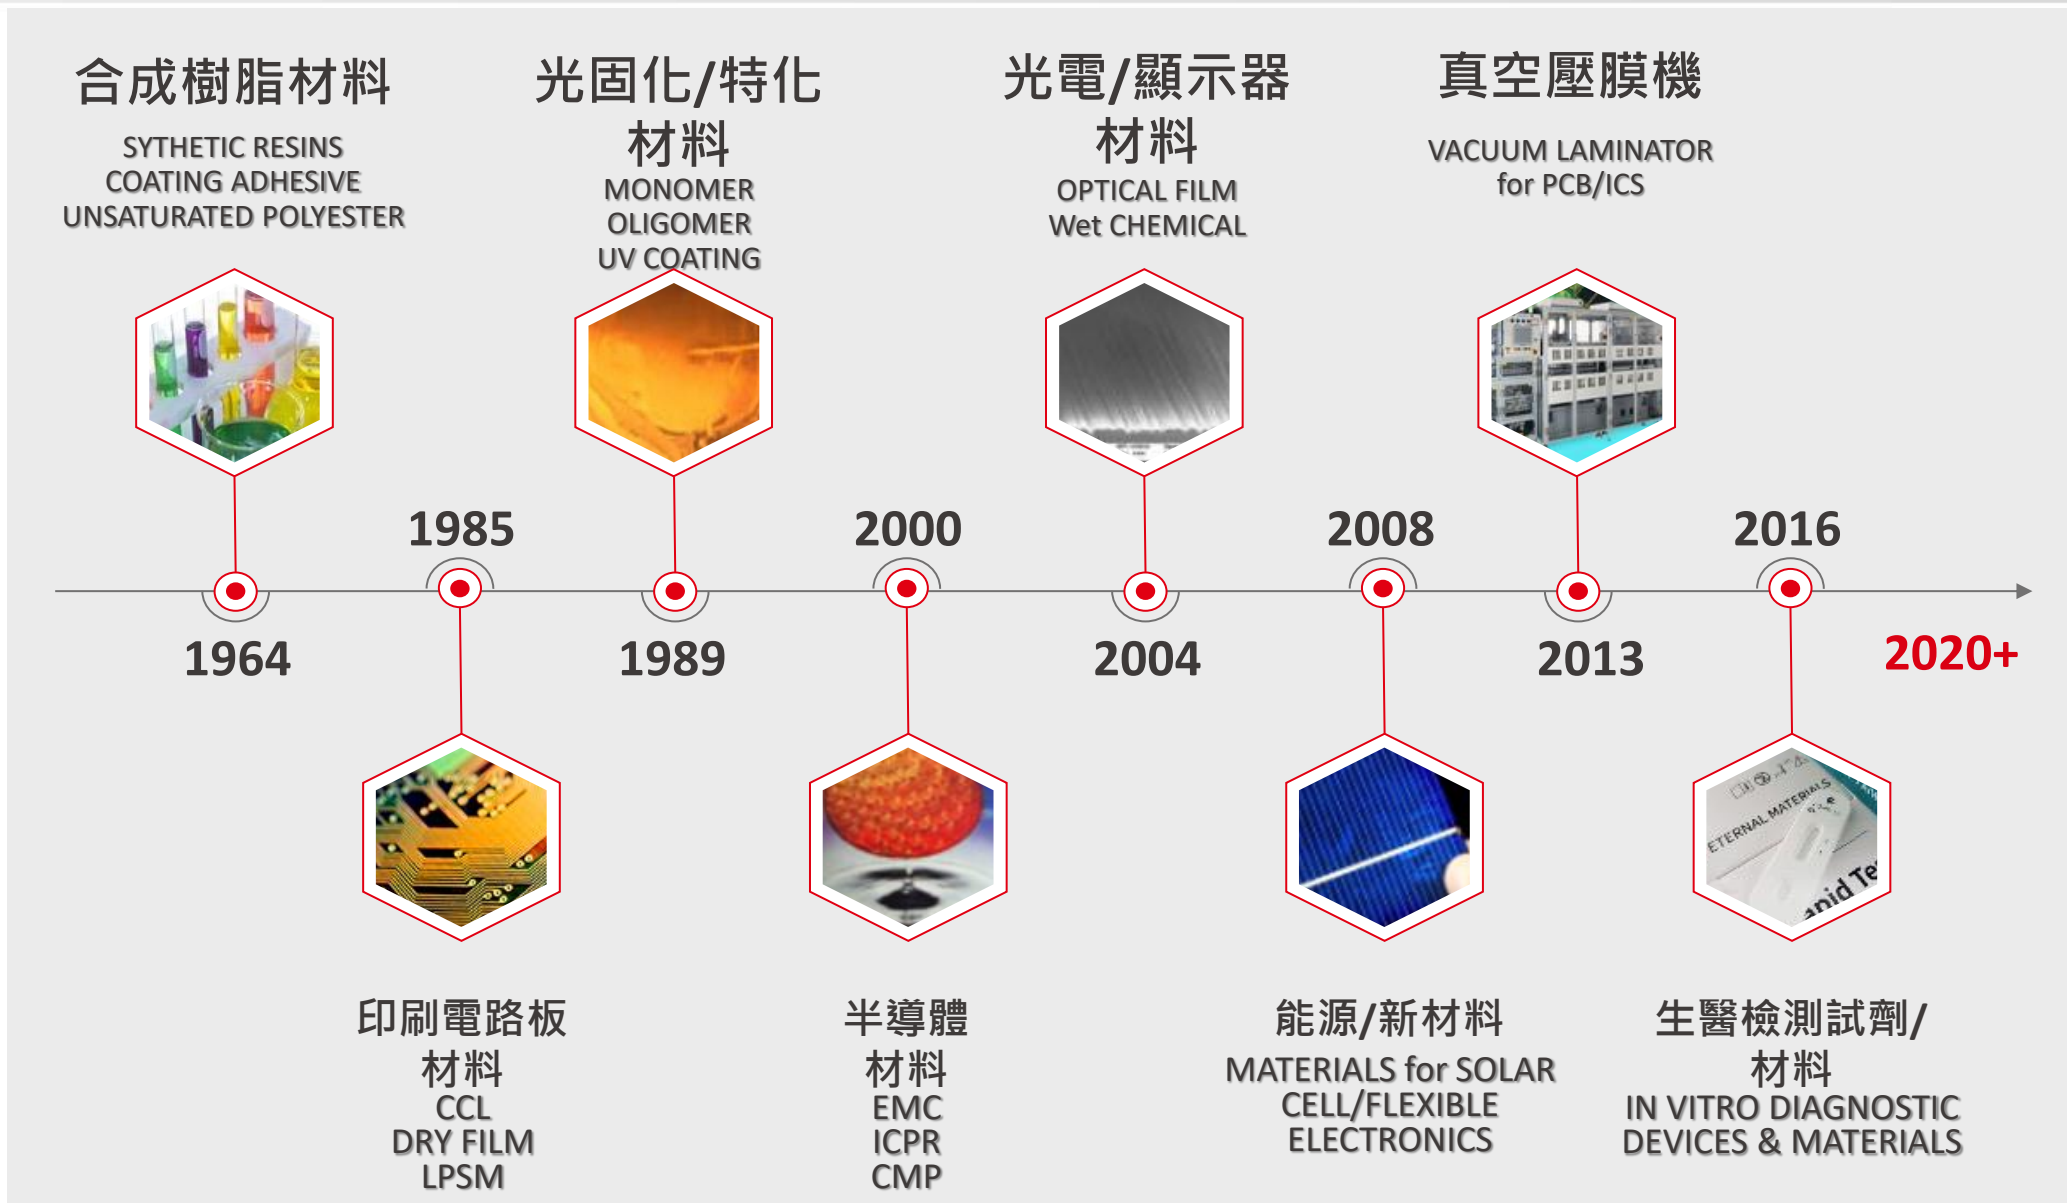 合成樹脂材料
SYTHETIC RESINS
COATING ADHESIVE
UNSATURATED POLYESTER
光固化/特化
材料
MONOMER
OLIGOMER
UV COATING
光電/顯示器
材料
OPTICAL FILM
Wet CHEMICAL
真空壓膜機
VACUUM LAMINATOR
for PCB/ICS
1985
2000
2008
2016
1964
1989
2004
2013
2020+
ETERNAL MATERIALS
印刷電路板
材料
CCL
DRY FILM
LPSM
半導體
材料
EMC
ICPR
CMP
能源/新材料
MATERIALS for SOLAR
CELL/FLEXIBLE
ELECTRONICS
生醫檢測試劑/
材料
IN VITRO DIAGNOSTIC
DEVICES & MATERIALS